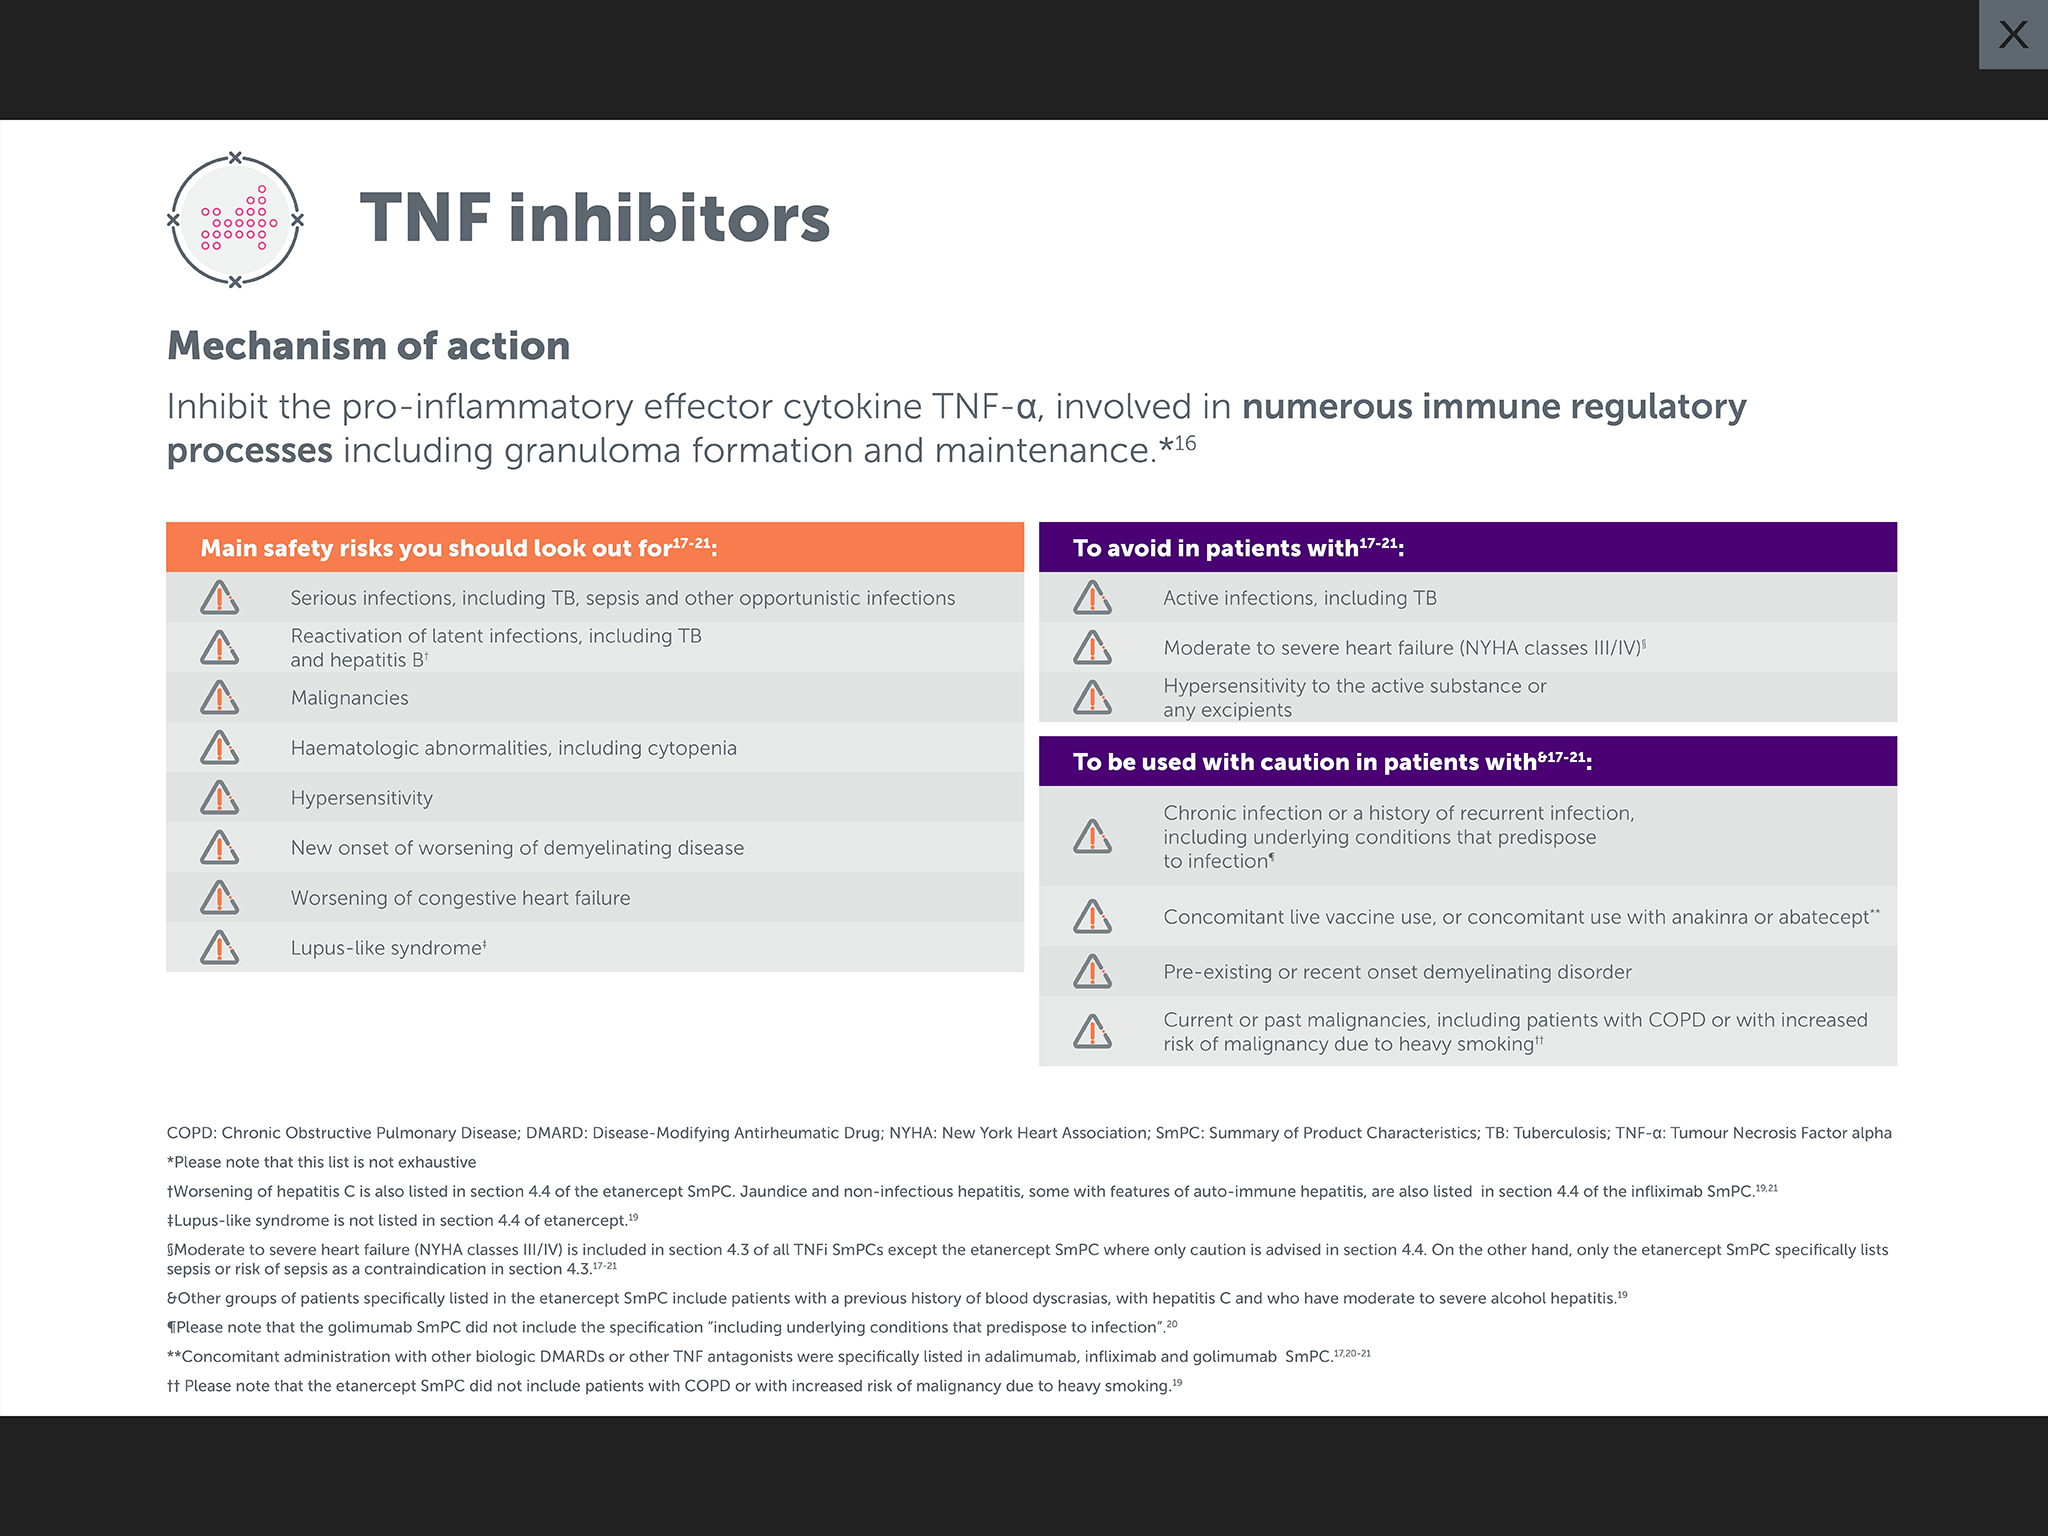 X
TNF inhibitors
Mechanism of action
Inhibit the pro-inflammatory effector cytokine TNF-α, involved in numerous immune regulatory
processes including granuloma formation and maintenance.*16
Main safety risks you should look out for17-21:
Serious infections, including TB, sepsis and other opportunistic infections
Reactivation of latent infections, including TB
and hepatitis B†
Malignancies
Haematologic abnormalities, including cytopenia
Hypersensitivity
New onset of worsening of demyelinating disease
Worsening of congestive heart failure
Lupus-like syndrome‡
To avoid in patients with17-21:
Active infections, including TB
Moderate to severe heart failure (NYHA classes III/IV)§
Hypersensitivity to the active substance or
any excipients
To be used with caution in patients with&17-21:
Chronic infection or a history of recurrent infection,
including underlying conditions that predispose
to infection¶
Concomitant live vaccine use, or concomitant use with anakinra or abatecept**
Pre-existing or recent onset demyelinating disorder
Current or past malignancies, including patients with COPD or with increased
risk of malignancy due to heavy smoking††
COPD: Chronic Obstructive Pulmonary Disease; DMARD: Disease-Modifying Antirheumatic Drug; NYHA: New York Heart Association; SmPC: Summary of Product Characteristics; TB: Tuberculosis; TNF-α: Tumour Necrosis Factor alpha
*Please note that this list is not exhaustive
†Worsening of hepatitis C is also listed in section 4.4 of the etanercept SmPC. Jaundice and non-infectious hepatitis, some with features of auto-immune hepatitis, are also listed in section 4.4 of the infliximab SmPC.19,21
‡Lupus-like syndrome is not listed in section 4.4 of etanercept.19
§Moderate to severe heart failure (NYHA classes III/IV) is included in section 4.3 of all TNFi SmPCs except the etanercept SmPC where only caution is advised in section 4.4. On the other hand, only the etanercept SmPC specifically lists
sepsis or risk of sepsis as a contraindication in section 4.3.17-21
&Other groups of patients specifically listed in the etanercept SmPC include patients with a previous history of blood dyscrasias, with hepatitis C and who have moderate to severe alcohol hepatitis.19
¶Please note that the golimumab SmPC did not include the specification “including underlying conditions that predispose to infection”.20
**Concomitant administration with other biologic DMARDs or other TNF antagonists were specifically listed in adalimumab, infliximab and golimumab SmPC.17,20-21
†† Please note that the etanercept SmPC did not include patients with COPD or with increased risk of malignancy due to heavy smoking.19